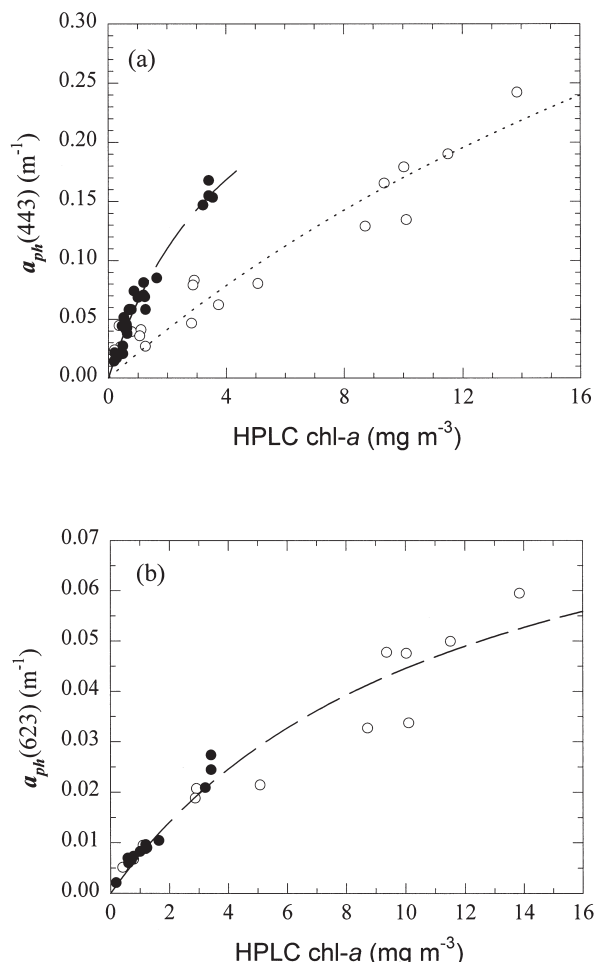 (a)
0.30
0.25
0.20
0.15
0.10
0.05
0.00
aph(443) (m-1)
0 4 8 12 16
HPLC chl-a (mg m-3)
(b)
0.07
0.06
0.05
0.04
0.03
0.02
0.01
0.00
aph(623) (m-1)
0 2 4 6 8 10 12 14 16
HPLC chl-a (mg m-3)